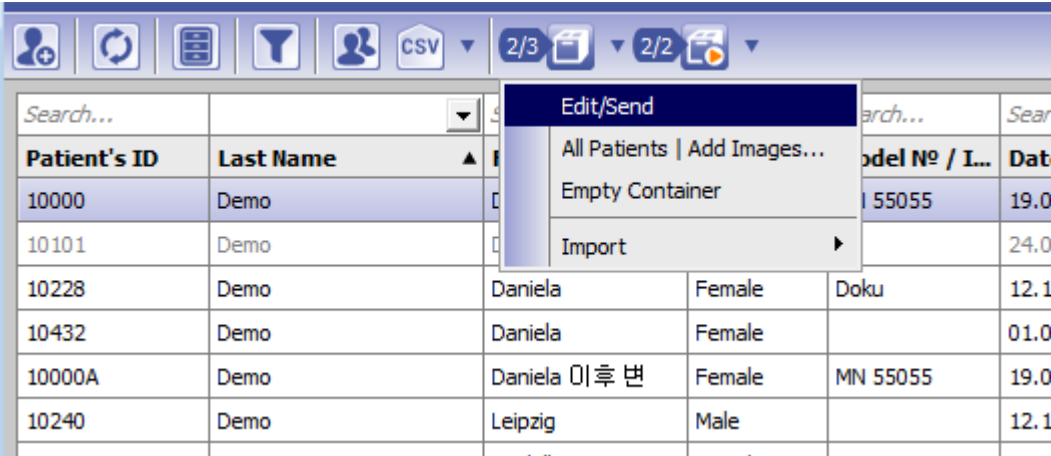 CSV 2/3 2/2
Search... arch... Sear
Edit/Send
All Patients | Add Images...
Empty Container
Import
Patient's ID Last Name odel Nº / I... Dat
10000 Demo 55055 19.0
10101 Demo 24.0
10228 Demo Daniela Female Doku 12.1
10432 Demo Daniela Female 01.0
10000A Demo Daniela 이후 변 Female MN 55055 19.0
10240 Demo Leipzig Male 12.1